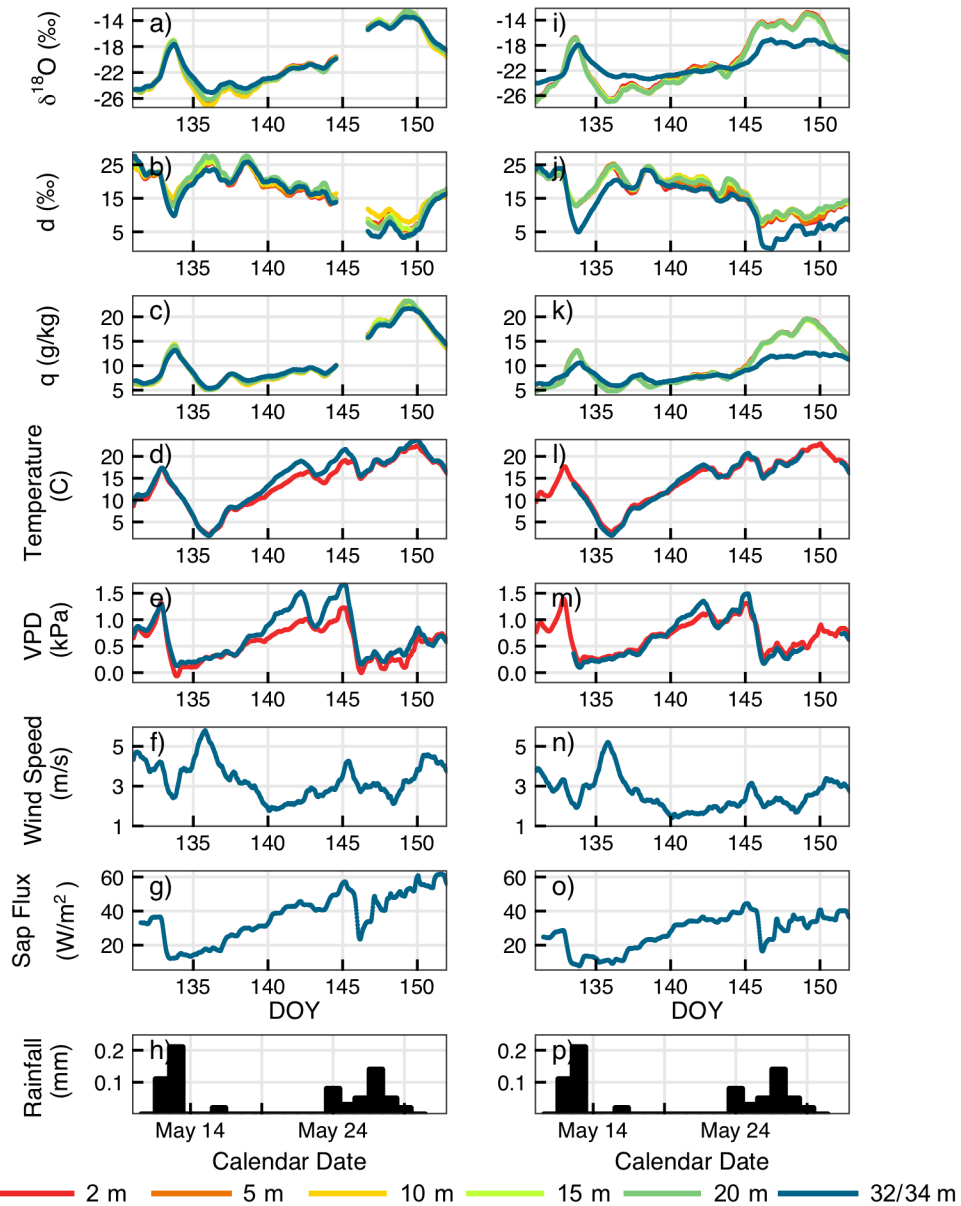 δ18O (‰)
-14
-18
-22
-26
a)
135 140 145 150
-14
-18
-22
-26
i)
135 140 145 150
d (‰)
25
15
5
b)
135 140 145 150
25
15
5
j)
135 140 145 150
q (g/kg)
20
15
10
5
c)
135 140 145 150
20
15
10
5
k)
135 140 145 150
Temperature
(C)
20
15
10
5
d)
135 140 145 150
20
15
10
5
l)
135 140 145 150
VPD
(kPa)
1.5
1.0
0.5
0.0
e)
135 140 145 150
1.5
1.0
0.5
0.0
m)
135 140 145 150
Wind Speed
(m/s)
5
3
1
f)
135 140 145 150
5
3
1
n)
135 140 145 150
Sap Flux
(W/m2 )
60
40
20
g)
135 140 145 150
DOY
60
40
20
o)
135 140 145 150
DOY
Rainfall
(mm)
0.2
0.1
h)
May 14 May 24
Calendar Date
0.2
0.1
p)
May 14 May 24
Calendar Date
2 m 5 m 10 m 15 m 20 m 32/34 m